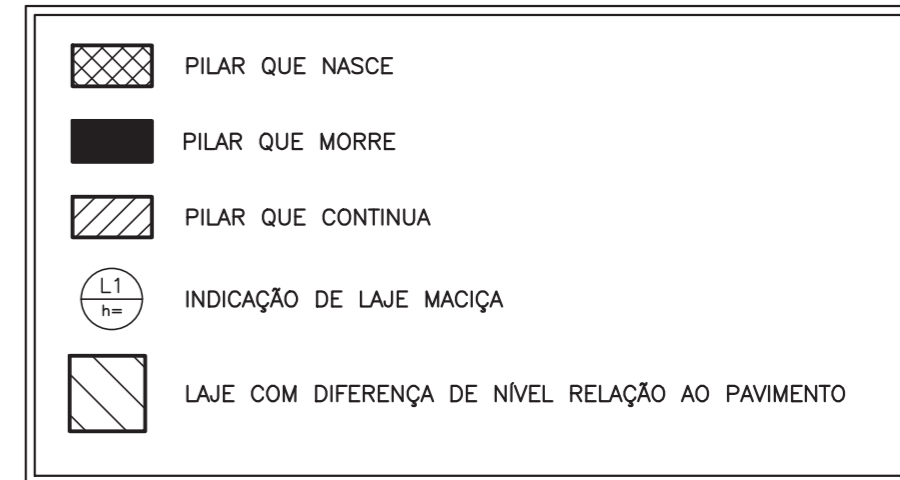 PILAR QUE NASCE
PILAR QUE MORRE
PILAR QUE CONTINUA
L1
h=
INDICAÇÃO DE LAJE MACIÇA
LAJE COM DIFERENÇA DE NÍVEL RELAÇÃO AO PAVIMENTO